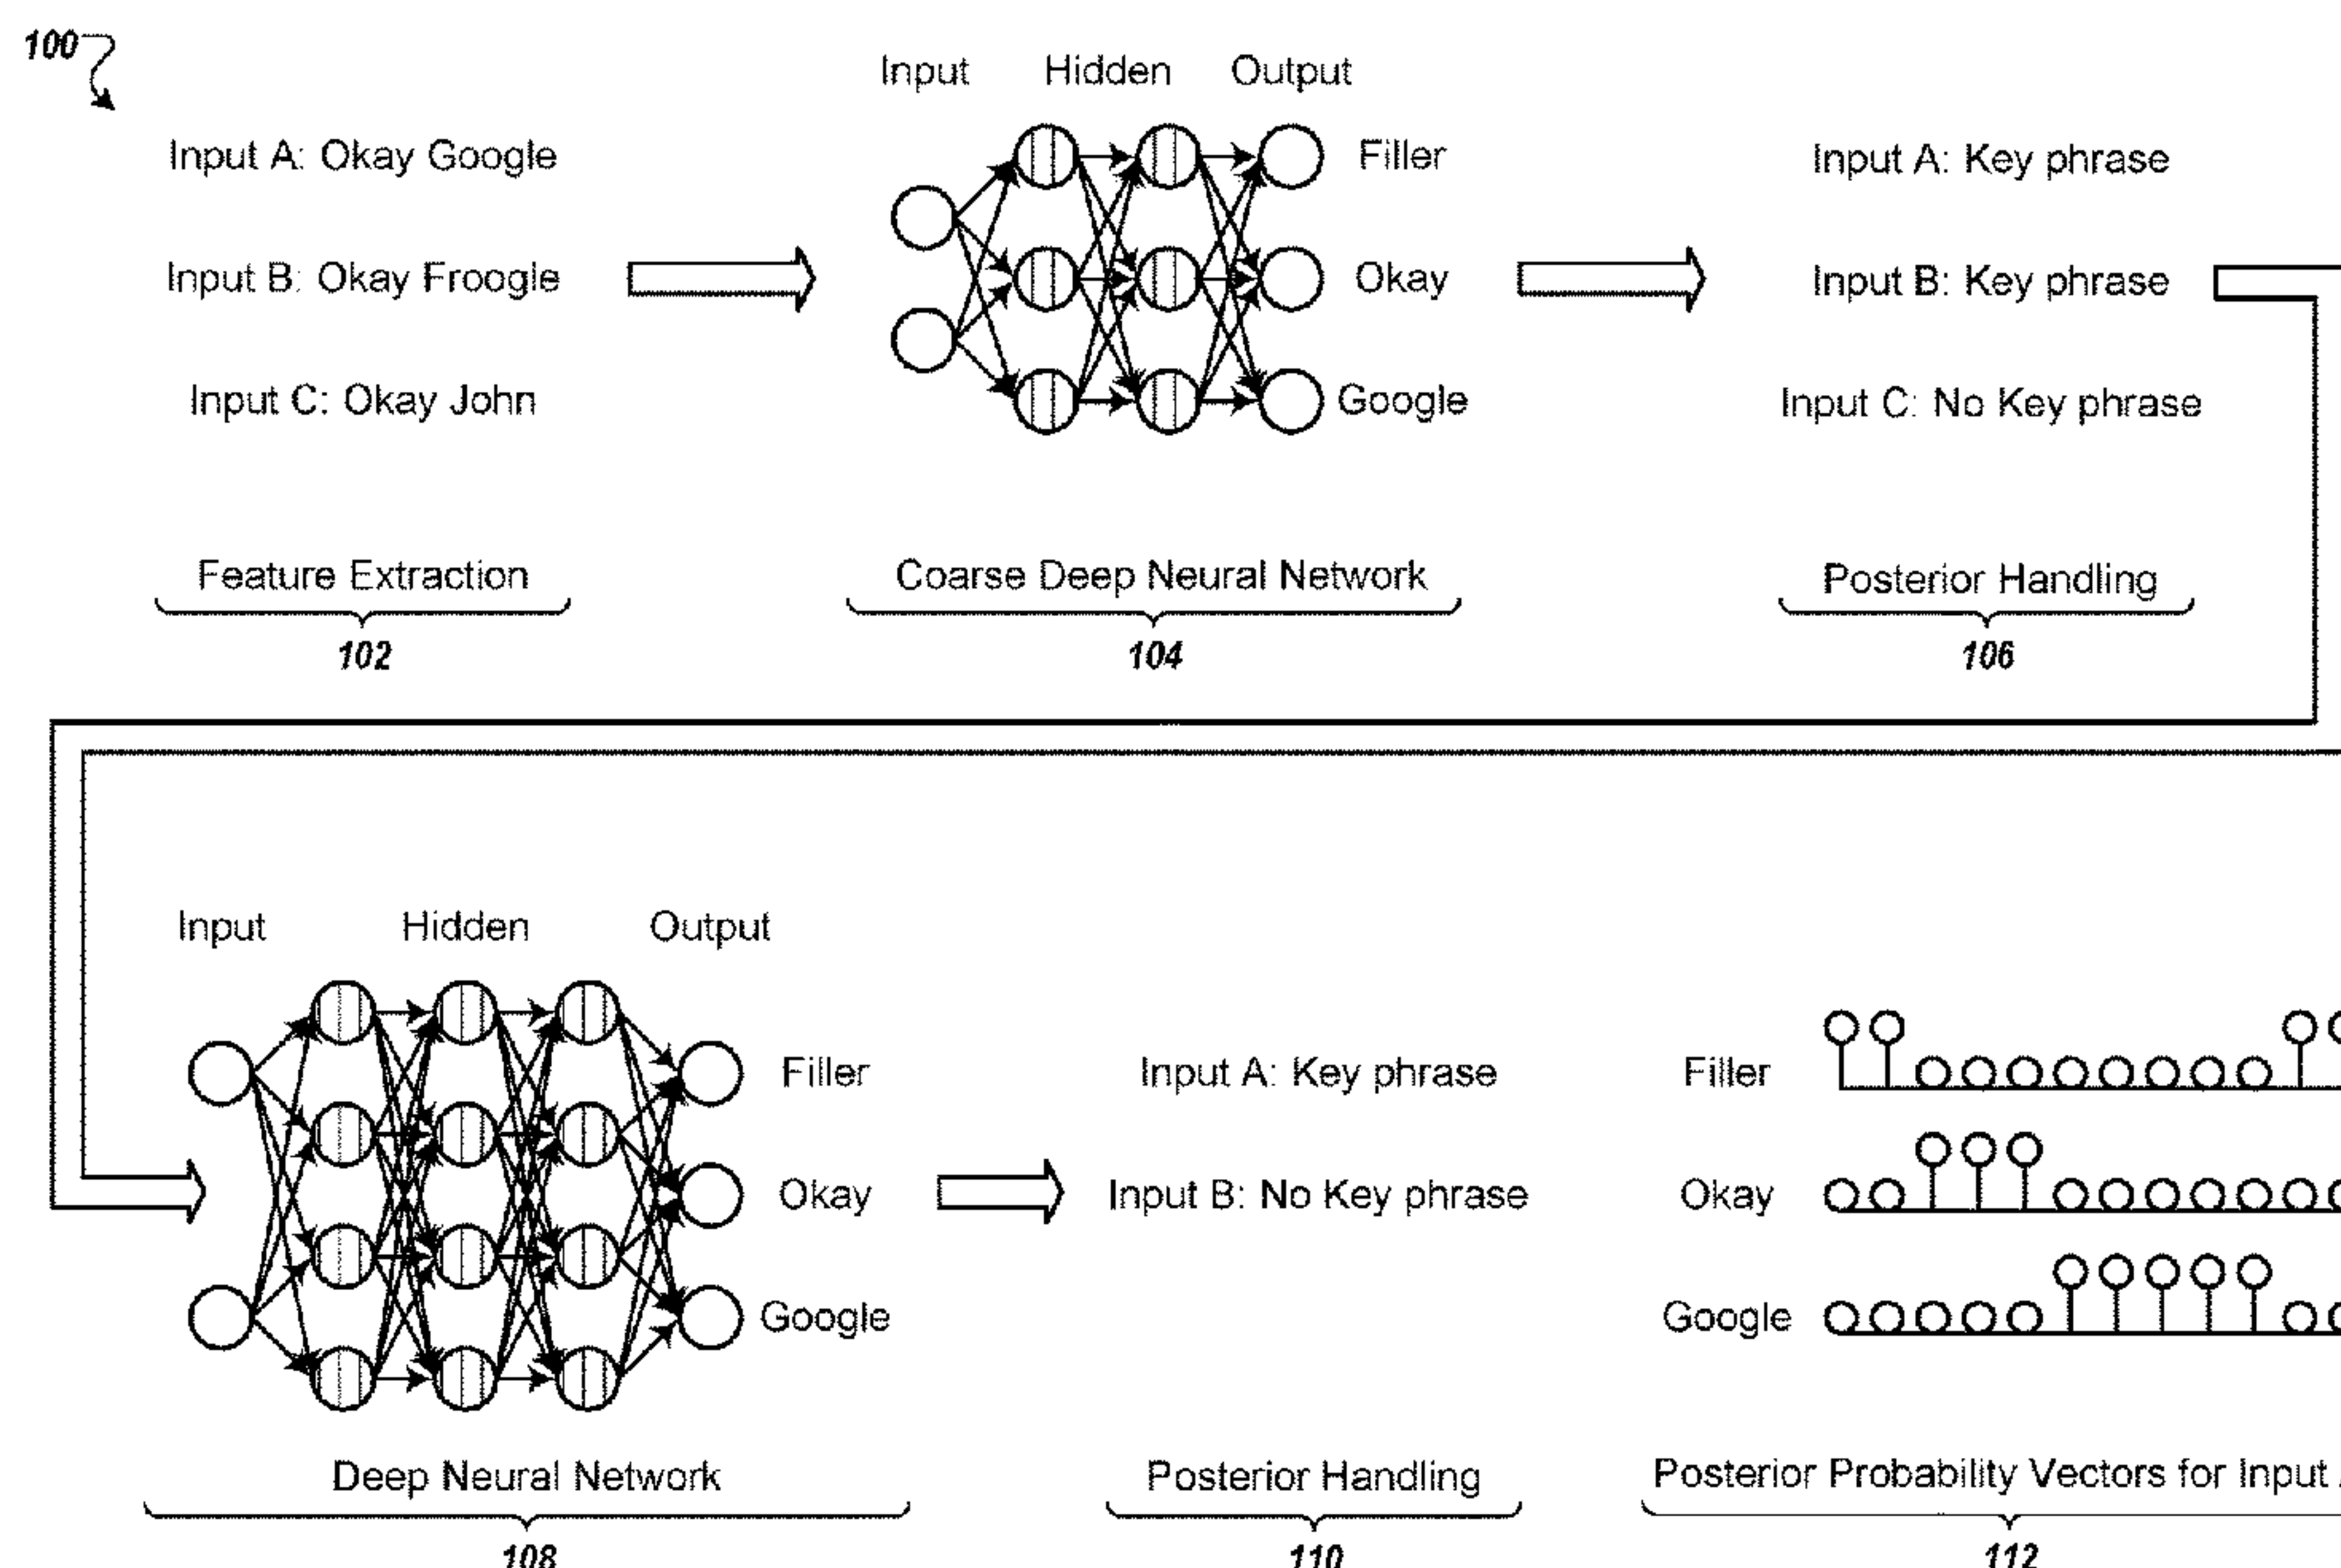 100
Input Hidden Output
Input A: Okay Google
Filler
Input A: Key phrase
Input B: Okay Froogle
Okay
Input B: Key phrase
Input C: Okay John
Google
Input C: No Key phrase
Feature Extraction
Coarse Deep Neural Network
Posterior Handling
102
104
106
Input Hidden Output
Filler
Input A: Key phrase
Filler
Okay
Input B: No Key phrase
Okay
Google
Google
Deep Neural Network
Posterior Handling
Posterior Probability Vectors for Input
108
110
112